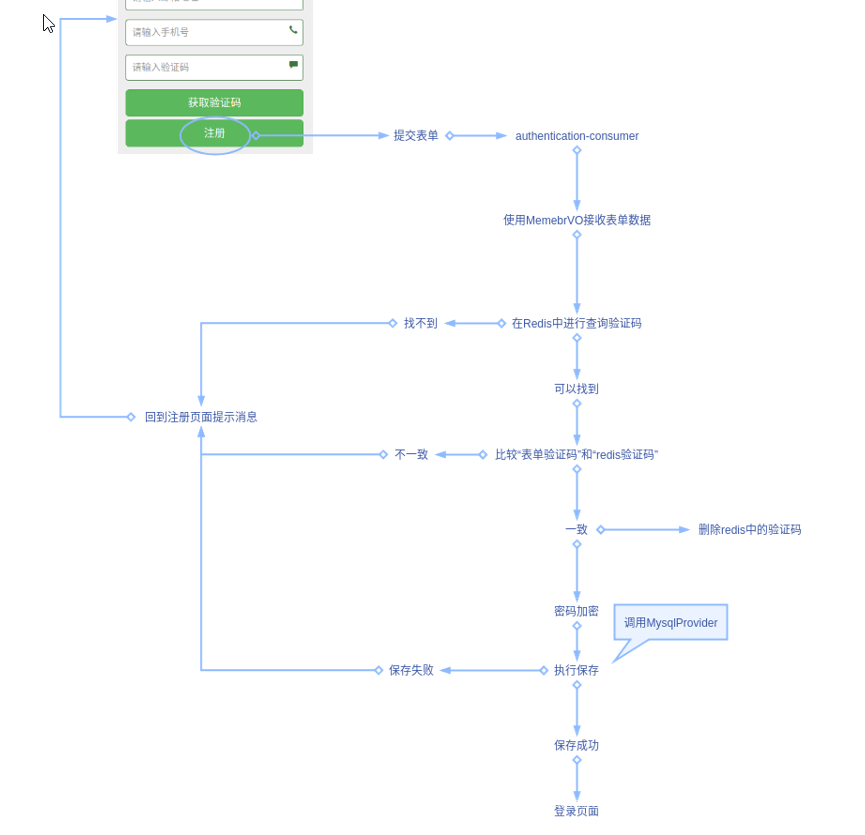 请输入手机号
请输入验证码
获取验证码
注册
提交表单
authentication-consumer
使用MemebrVO接收表单数据
找不到
在Redis中进行查询验证码
可以找到
回到注册页面提示消息
不一致
比较“表单验证码”和“redis验证码”
一致
删除redis中的验证码
密码加密
调用MysqlProvider
保存失败
执行保存
保存成功
登录页面